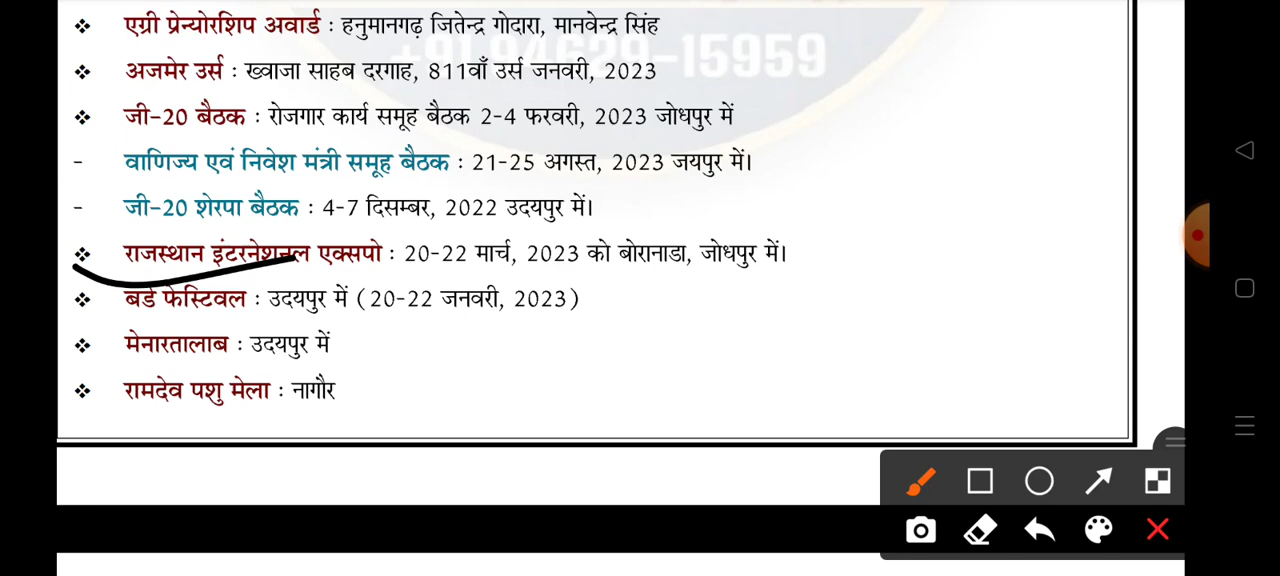 ❖ एग्री प्रेन्योरशिप अवार्ड : हनुमानगढ़ जितेन्द्र गोदारा, मानवेन्द्र सिंह
+91 94629-15959
❖ अजमेर उर्स : ख्वाजा साहब दरगाह, 811वाँ उर्स जनवरी, 2023
❖ जी-20 बैठक : रोजगार कार्य समूह बैठक 2-4 फरवरी, 2023 जोधपुर में
- वाणिज्य एवं निवेश मंत्री समूह बैठक : 21-25 अगस्त, 2023 जयपुर में।
- जी-20 शेरपा बैठक : 4-7 दिसम्बर, 2022 उदयपुर में।
❖ राजस्थान इंटरनेशनल एक्सपो : 20-22 मार्च, 2023 को बोरानाडा, जोधपुर में।
❖ बर्ड फेस्टिवल : उदयपुर में (20-22 जनवरी, 2023)
❖ मेनारतालाब : उदयपुर में
❖ रामदेव पशु मेला : नागौर